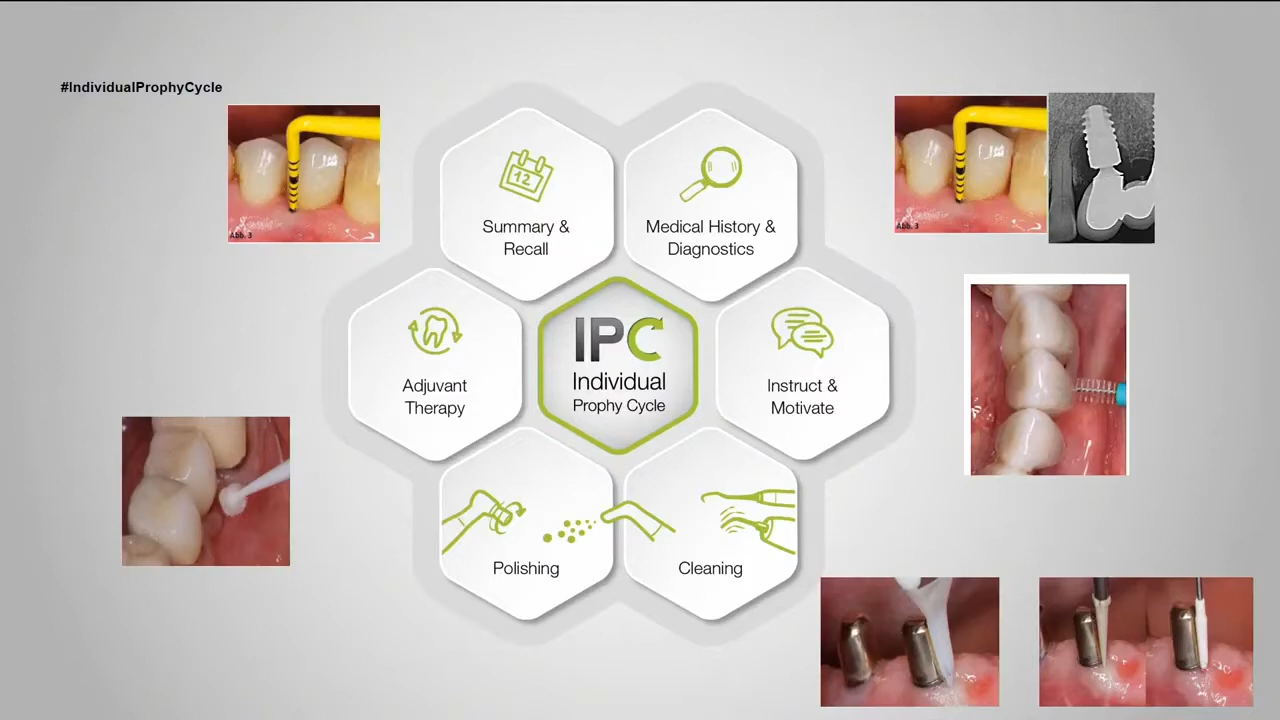 #IndividualProphyCycle
Abb. 3
Abb. 3
12
Summary &
Recall
Medical History &
Diagnostics
Adjuvant
Therapy
IPC
Individual
Prophy Cycle
Instruct &
Motivate
Polishing
Cleaning